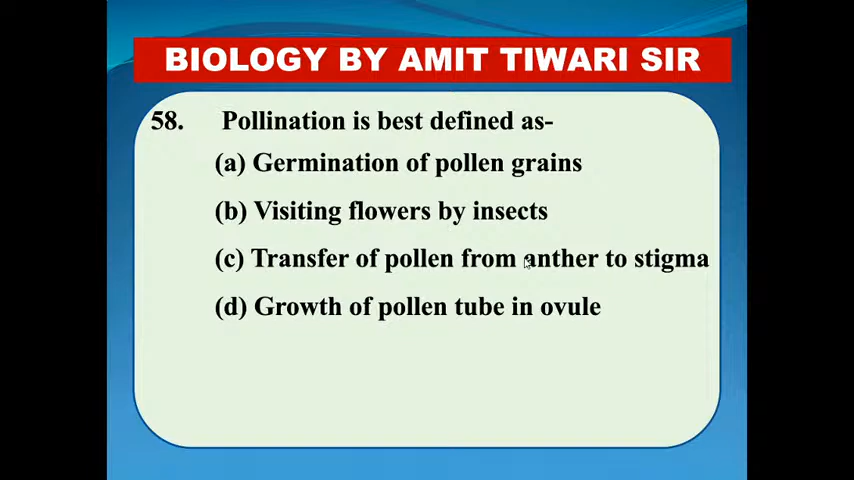 BIOLOGY BY AMIT TIWARI SIR
58. Pollination is best defined as-
(a) Germination of pollen grains
(b) Visiting flowers by insects
(c) Transfer of pollen from anther to stigma
(d) Growth of pollen tube in ovule